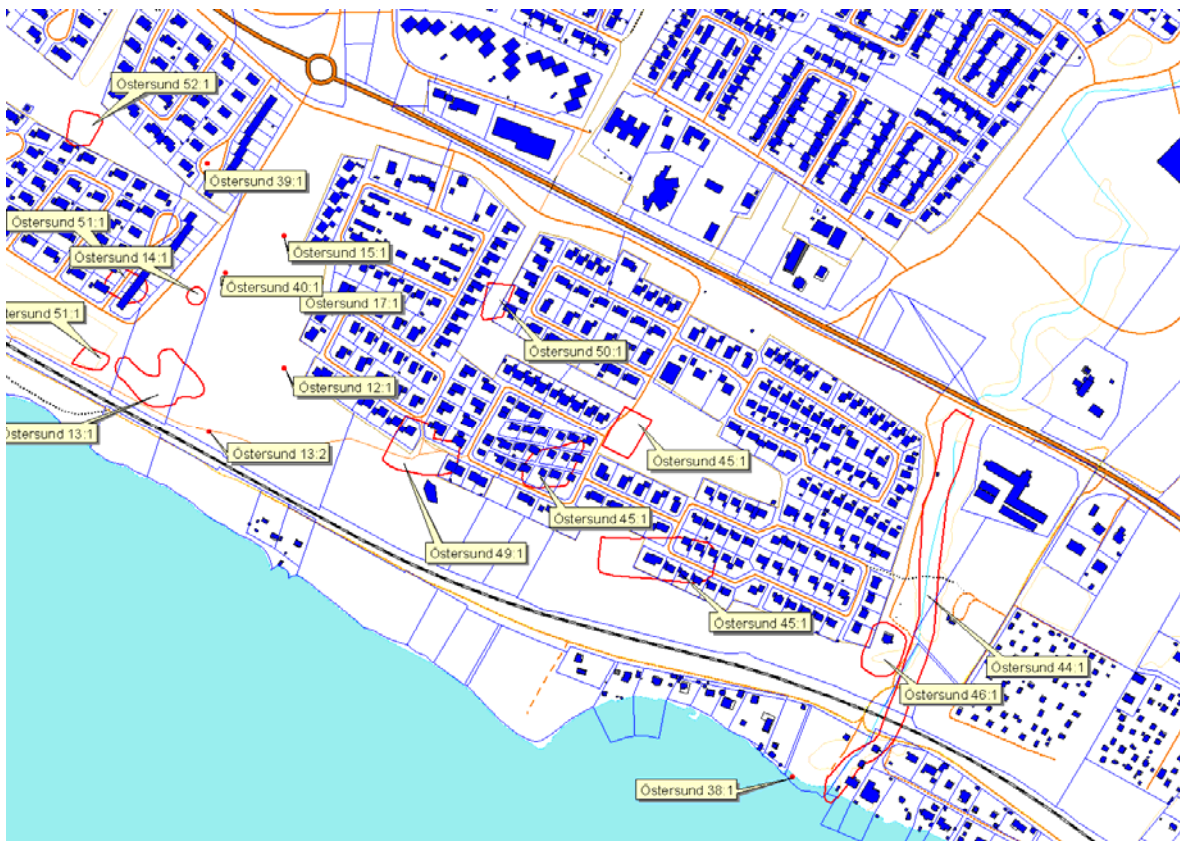 Östersund 52:1
Östersund 39:1
Östersund 51:1
Östersund 14:1
Östersund 15:1
Östersund 40:1
Östersund 17:1
tersund 51:1
Östersund 50:1
Östersund 12:1
Östersund 13:1
Östersund 13:2
Östersund 45:1
Östersund 45:1
Östersund 49:1
Östersund 45:1
Östersund 44:1
Östersund 46:1
Östersund 38:1